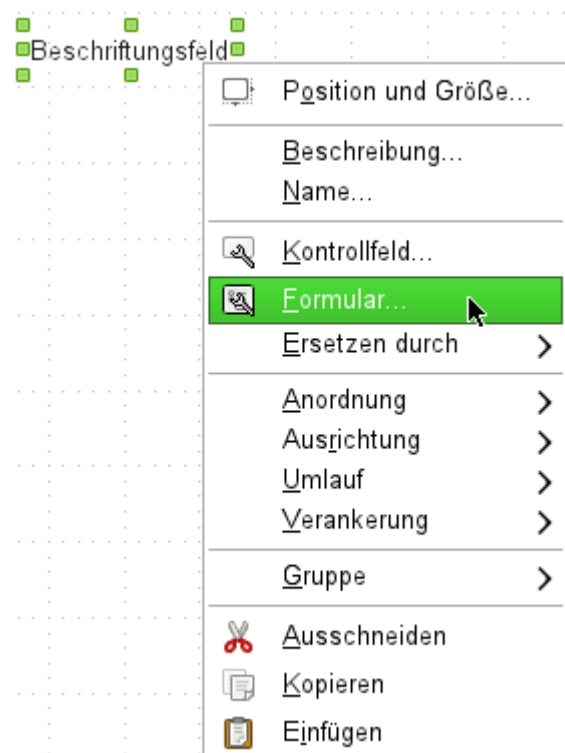 Beschriftungsfeld
Position und Größe...
Beschreibung...
Name...
Kontrollfeld...
Formular...
Ersetzen durch
Anordnung
Ausrichtung
Umlauf
Verankerung
Gruppe
Ausschneiden
Kopieren
Einfügen